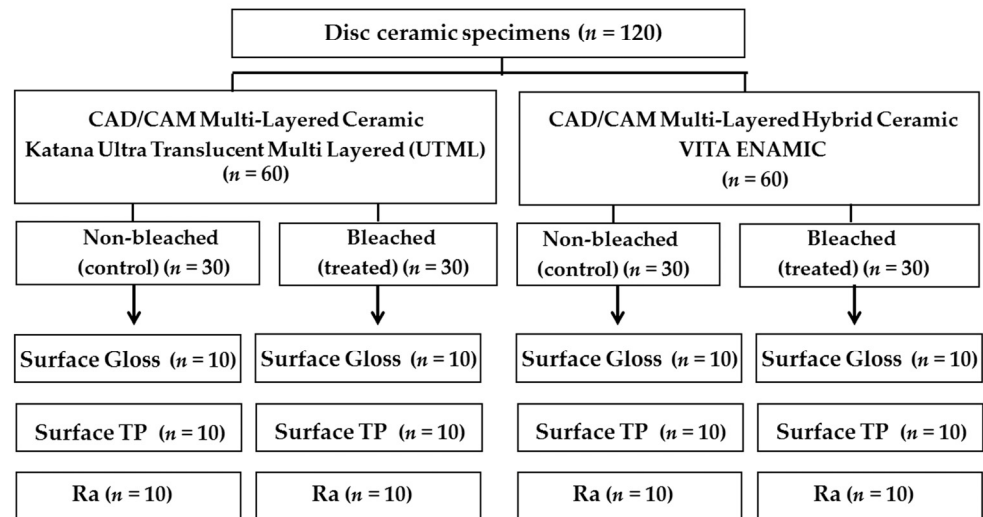 Disc ceramic specimens (n = 120)
CAD/CAM Multi-Layered Ceramic
Katana Ultra Translucent Multi Layered (UTML)
(n = 60)
CAD/CAM Multi-Layered Hybrid Ceramic
VITA ENAMIC
(n = 60)
Non-bleached
(control) (n = 30)
Bleached
(treated) (n = 30)
Non-bleached
(control) (n = 30)
Bleached
(treated) (n = 30)
Surface Gloss (n = 10)
Surface Gloss (n = 10)
Surface Gloss (n = 10)
Surface Gloss (n = 10)
Surface TP (n = 10)
Surface TP (n = 10)
Surface TP (n = 10)
Surface TP (n = 10)
Ra (n = 10)
Ra (n = 10)
Ra (n = 10)
Ra (n = 10)